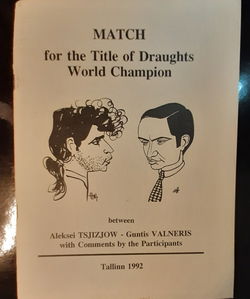 MATCH
for the Title of Draughts
World Champion
between
Aleksei TSJIZJOW - Guntis VALNERIS
with Comments by the Participants
Tallinn 1992